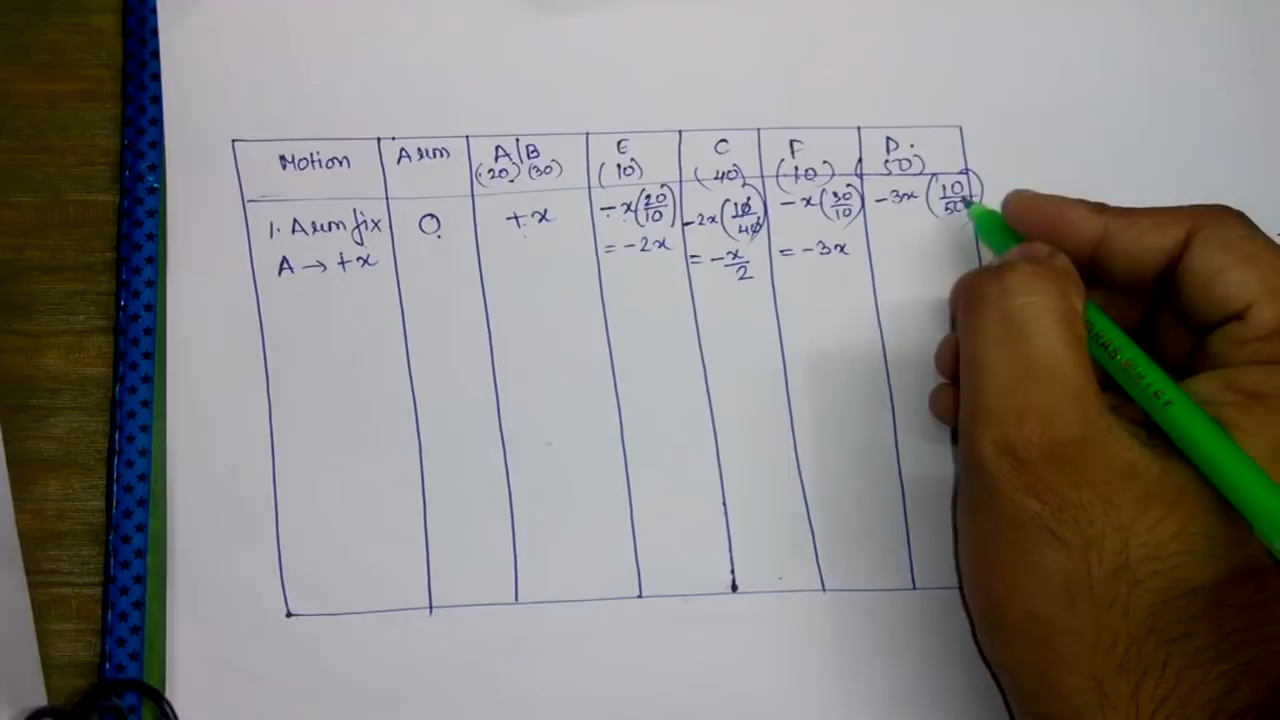 Motion Arm A/B E C F D.
(20) (30) (10) (40) (10) (50)
1. Arm fix 0 +x -x(20/10) -2x(10/40) -x(30/10) -3x(10/50)
A → +x = -2x = -x/2 = -3x